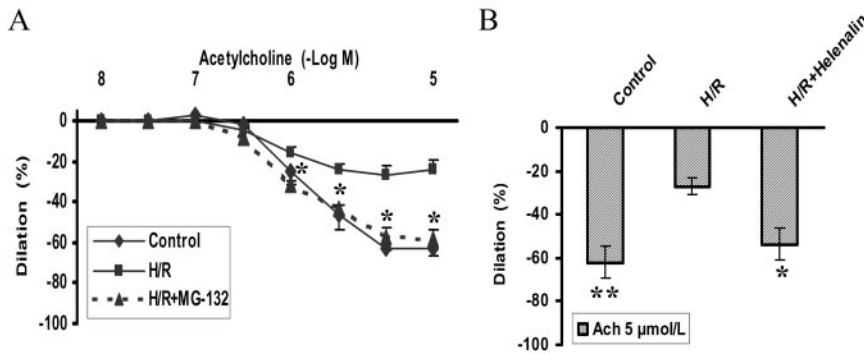 A
Acetylcholine (-Log M)
8 7 6 5
0
-20
-40
-60
-80
-100
Dilation (%)
*
*
*
*
Control
H/R
H/R+MG-132
B
Control
H/R
H/R+Helenalin
0
-20
-40
-60
-80
-100
Dilation (%)
**
*
Ach 5 µmol/L